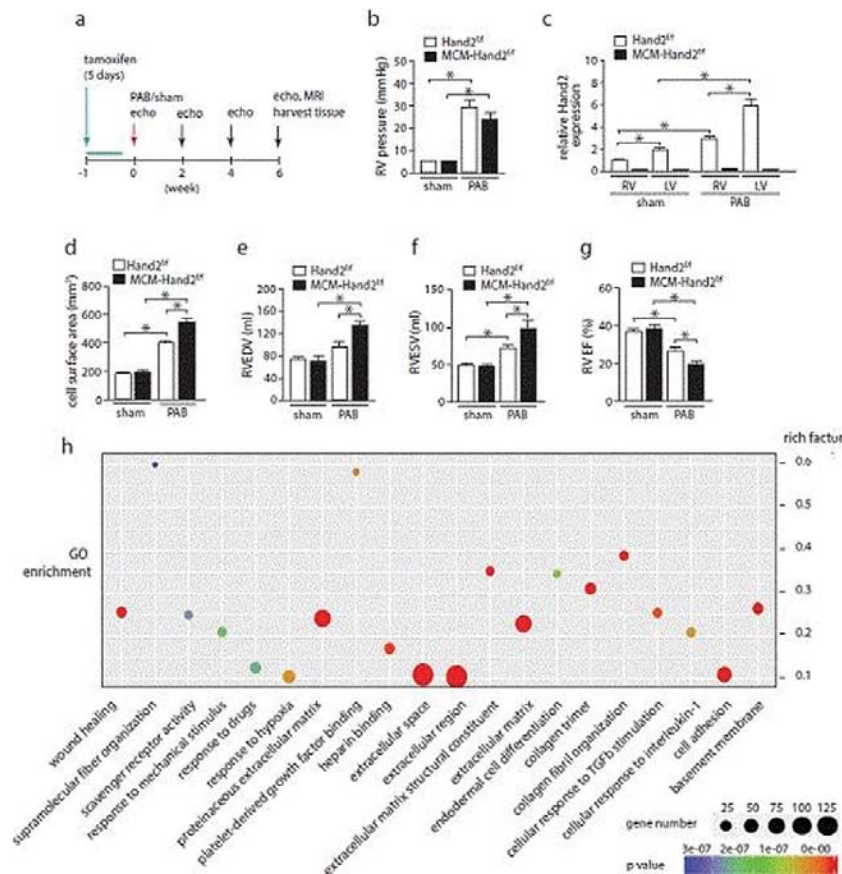 a
tamoxifen
(5 days)
PAB/sham
echo
echo
echo
echo, MRI
harvest tissue
-1 0 2 4 6
(week)
b
Hand2f/f
MCM-Hand2f/f
RV pressure (mmHg)
50
40
30
20
10
0
*
*
sham PAB
c
Hand2f/f
MCM-Hand2f/f
relative Hand2
expression
8
6
4
2
0
*
*
*
*
RV LV RV LV
sham PAB
d
Hand2f/f
MCM-Hand2f/f
cell surface area (mm²)
800
600
400
200
0
*
*
*
sham PAB
e
Hand2f/f
MCM-Hand2f/f
RVEDV (ml)
200
160
120
80
40
0
*
*
sham PAB
f
Hand2f/f
MCM-Hand2f/f
RVESV (ml)
150
100
50
0
*
*
*
sham PAB
g
Hand2f/f
MCM-Hand2f/f
RV EF (%)
60
40
20
0
*
*
*
sham PAB
h
rich factor
GO
enrichment
0.6
0.5
0.4
0.3
0.2
0.1
wound healing
supramolecular fiber organization
scavenger receptor activity
response to mechanical stimulus
response to drugs
response to hypoxia
proteinaceous extracellular matrix
platelet-derived growth factor binding
heparin binding
extracellular space
extracellular region
extracellular matrix structural constituent
extracellular matrix
endodermal cell differentiation
collagen trimer
collagen fibril organization
cellular response to TGFb stimulation
cellular response to interleukin-1
cell adhesion
basement membrane
25 50 75 100 125
gene number
p value
3e-07 2e-07 1e-07 0e-00